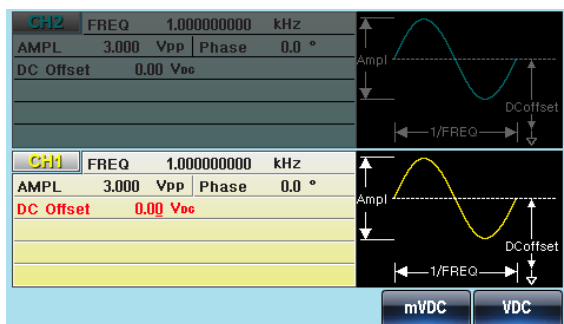 CH2 FREQ 1.000000000 kHz
AMPL 3.000 Vpp Phase 0.0 °
DC Offset 0.00 VDC
Ampl
DCoffset
1/FREQ
CH1 FREQ 1.000000000 kHz
AMPL 3.000 Vpp Phase 0.0 °
DC Offset 0.00 VDC
Ampl
DCoffset
1/FREQ
mVDC VDC